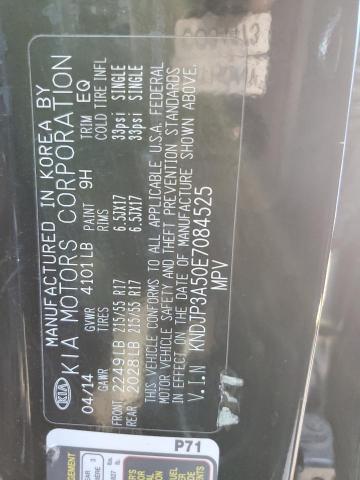 MANUFACTURED IN KOREA BY
KIA KIA MOTORS CORPORATION
04/14 GVWR 4101LB PAINT 9H TRIM EQ
GAWR TIRES RIMS COLD TIRE INFL
FRONT 2249LB 215/55 R17 6.5JX17 33psi SINGLE
REAR 2028LB 215/55 R17 6.5JX17 33psi SINGLE
THIS VEHICLE CONFORMS TO ALL APPLICABLE U.S.A. FEDERAL
MOTOR VEHICLE SAFETY AND THEFT PREVENTION STANDARDS
IN EFFECT ON THE DATE OF MANUFACTURE SHOWN ABOVE.
V.I.N KNDJP3A50E7084525
MPV
P71